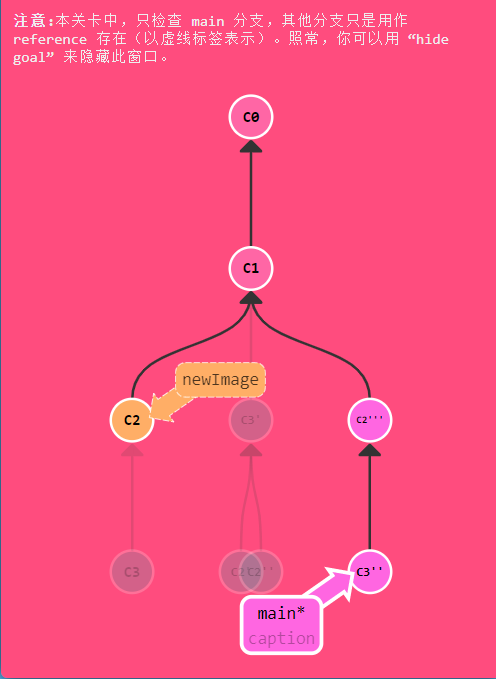 注意:本关卡中，只检查 main 分支，其他分支只是用作
reference 存在（以虚线标签表示）。照常，你可以用 “hide
goal” 来隐藏此窗口。
C0
C1
newImage
C2
C3'
C2'''
C3
C2''
C3''
main*
caption